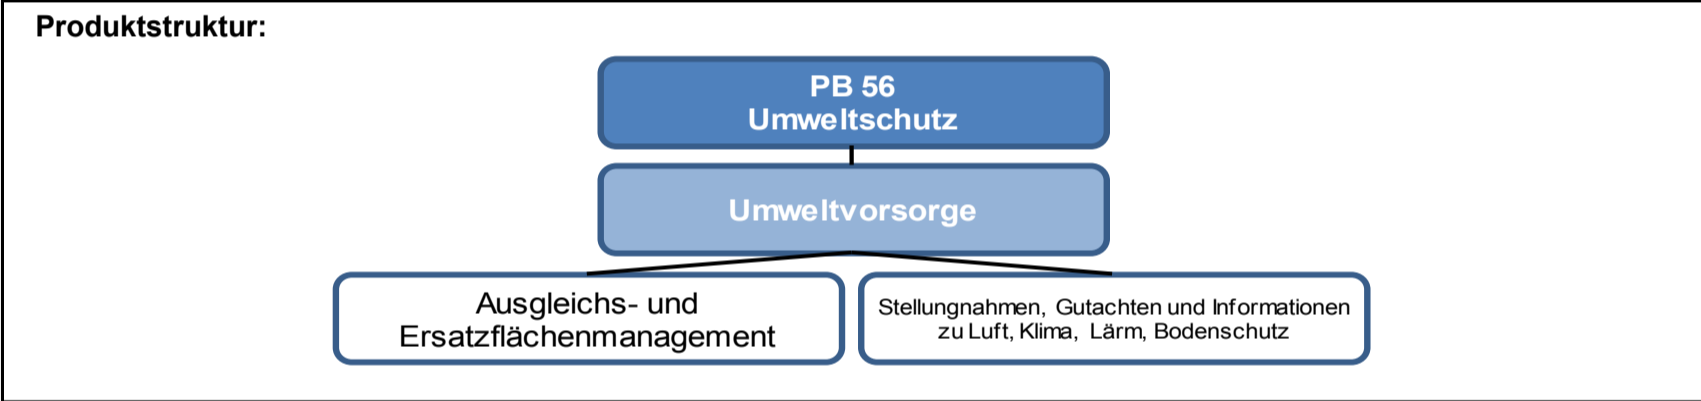 Produktstruktur:
PB 56
Umweltschutz
Umweltvorsorge
Ausgleichs- und
Ersatzflächenmanagement
Stellungnahmen, Gutachten und Informationen
zu Luft, Klima, Lärm, Bodenschutz